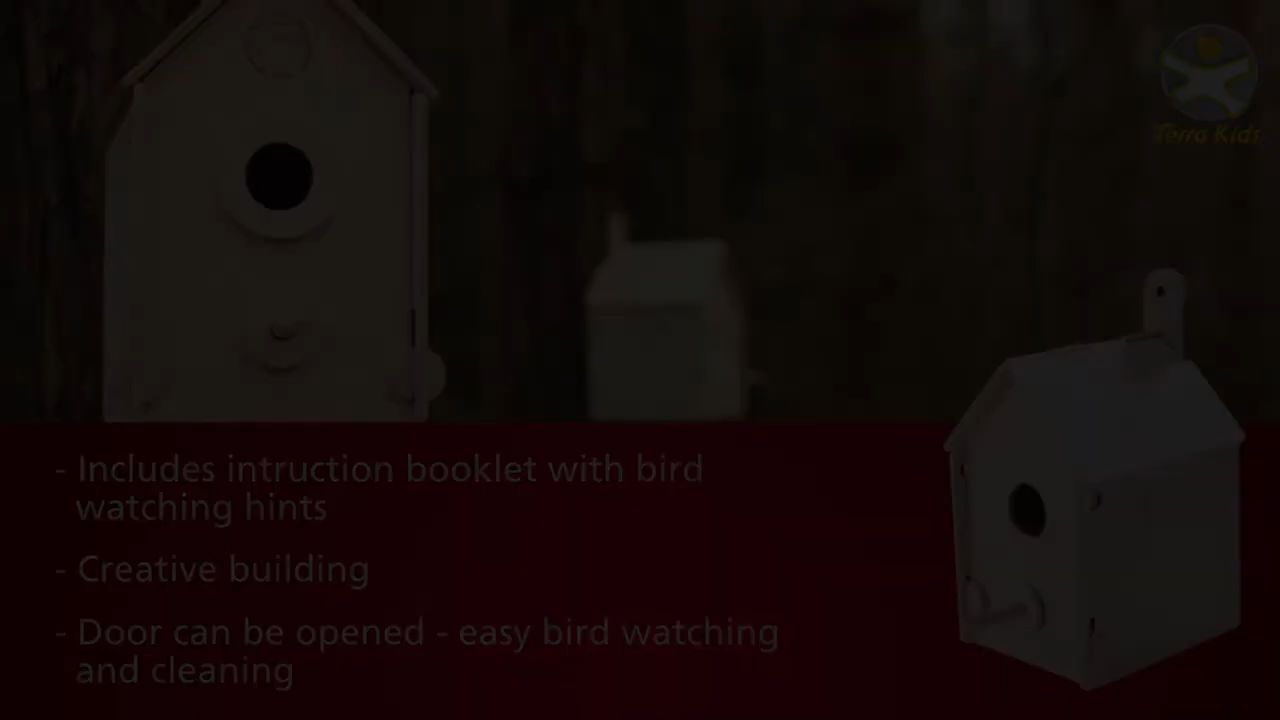 Terra Kids
- Includes intruction booklet with bird
watching hints
- Creative building
- Door can be opened - easy bird watching
and cleaning